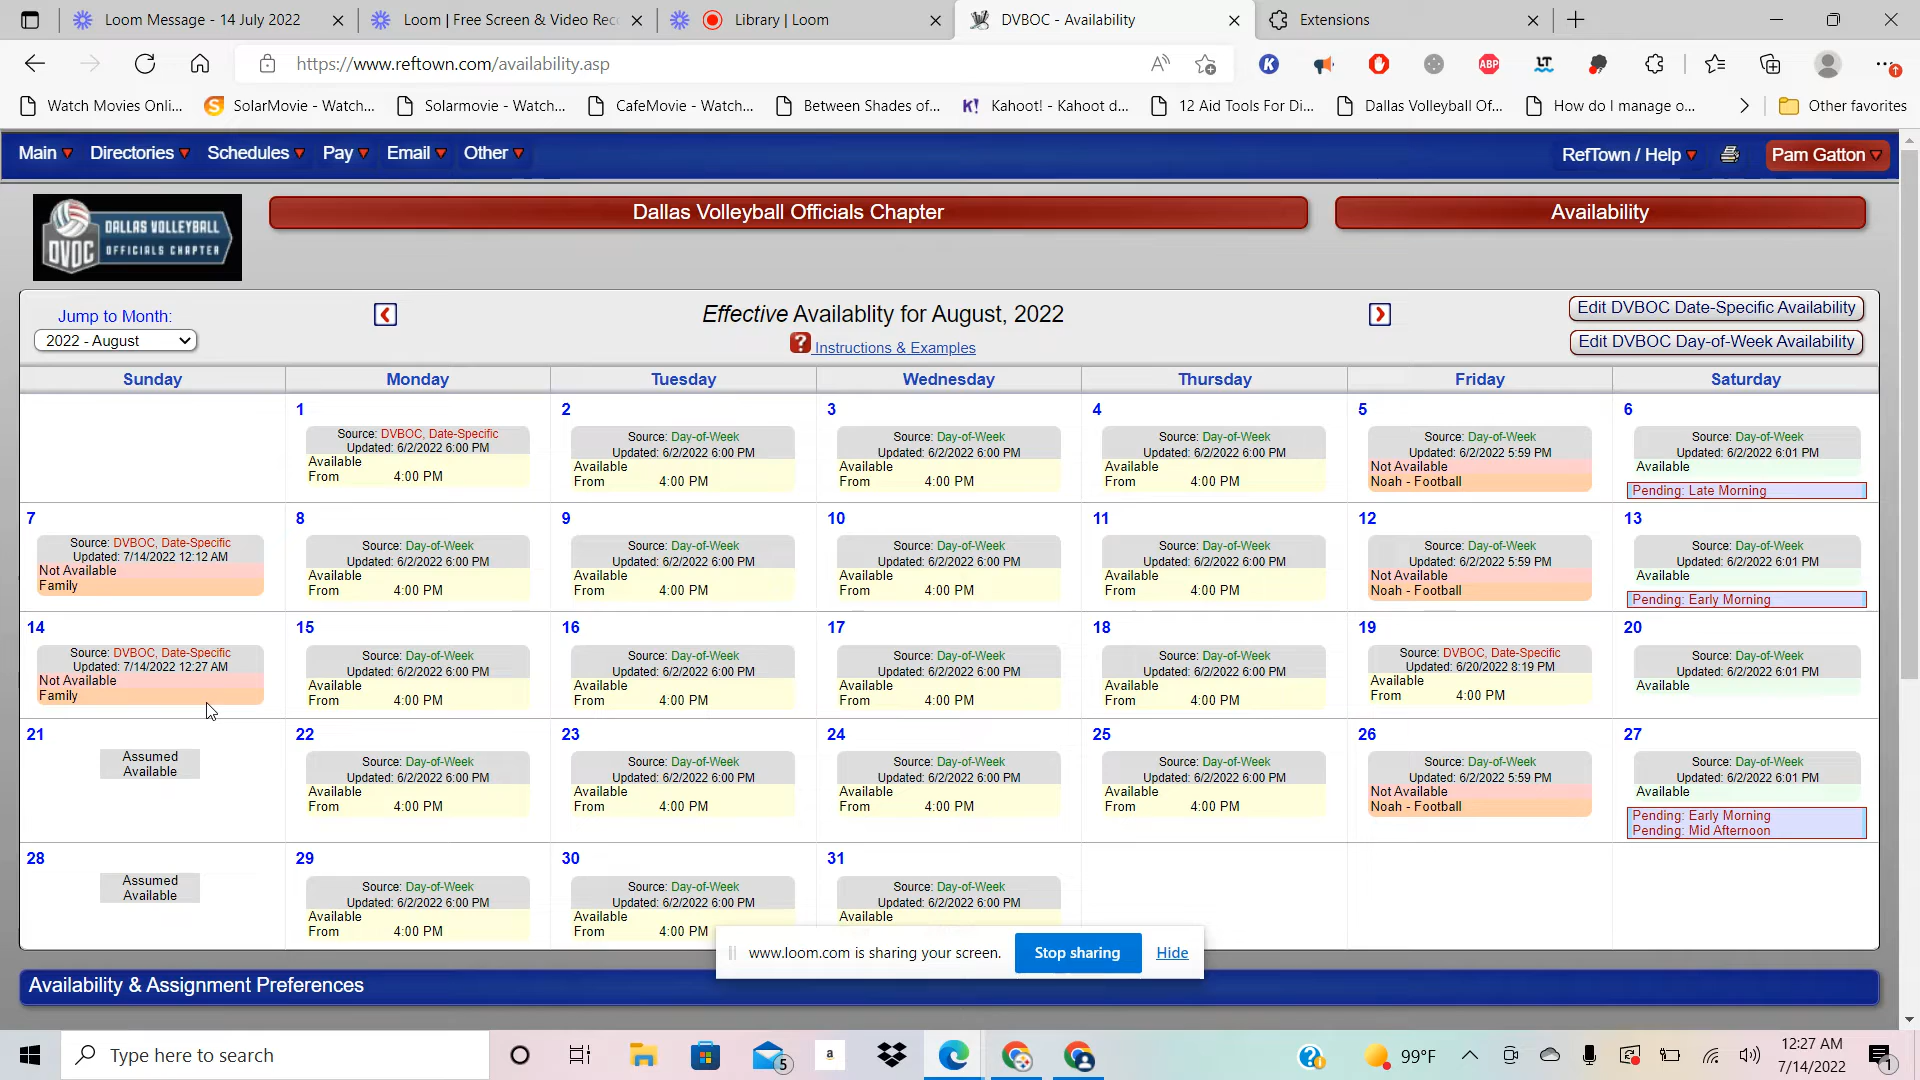 Loom Message - 14 July 2022
Loom | Free Screen & Video Rec
Library | Loom
DVBOC - Availability
Extensions
https://www.reftown.com/availability.asp
Watch Movies Onli...
SolarMovie - Watch...
Solarmovie - Watch...
CafeMovie - Watch...
Between Shades of...
K! Kahoot! - Kahoot d...
12 Aid Tools For Di...
Dallas Volleyball Of...
How do I manage o...
Other favorites
Main Directories Schedules Pay Email Other
RefTown / Help
Pam Gatton
DALLAS VOLLEYBALL
DVOC OFFICIALS CHAPTER
Dallas Volleyball Officials Chapter
Availability
Jump to Month:
2022 - August
Effective Availablity for August, 2022
? Instructions & Examples
Edit DVBOC Date-Specific Availability
Edit DVBOC Day-of-Week Availability
Sunday Monday Tuesday Wednesday Thursday Friday Saturday
1
Source: DVBOC, Date-Specific
Updated: 6/2/2022 6:00 PM
Available
From 4:00 PM
2
Source: Day-of-Week
Updated: 6/2/2022 6:00 PM
Available
From 4:00 PM
3
Source: Day-of-Week
Updated: 6/2/2022 6:00 PM
Available
From 4:00 PM
4
Source: Day-of-Week
Updated: 6/2/2022 6:00 PM
Available
From 4:00 PM
5
Source: Day-of-Week
Updated: 6/2/2022 5:59 PM
Not Available
Noah - Football
6
Source: Day-of-Week
Updated: 6/2/2022 6:01 PM
Available
Pending: Late Morning
7
Source: DVBOC, Date-Specific
Updated: 7/14/2022 12:12 AM
Not Available
Family
8
Source: Day-of-Week
Updated: 6/2/2022 6:00 PM
Available
From 4:00 PM
9
Source: Day-of-Week
Updated: 6/2/2022 6:00 PM
Available
From 4:00 PM
10
Source: Day-of-Week
Updated: 6/2/2022 6:00 PM
Available
From 4:00 PM
11
Source: Day-of-Week
Updated: 6/2/2022 6:00 PM
Available
From 4:00 PM
12
Source: Day-of-Week
Updated: 6/2/2022 5:59 PM
Not Available
Noah - Football
13
Source: Day-of-Week
Updated: 6/2/2022 6:01 PM
Available
Pending: Early Morning
14
Source: DVBOC, Date-Specific
Updated: 7/14/2022 12:27 AM
Not Available
Family
15
Source: Day-of-Week
Updated: 6/2/2022 6:00 PM
Available
From 4:00 PM
16
Source: Day-of-Week
Updated: 6/2/2022 6:00 PM
Available
From 4:00 PM
17
Source: Day-of-Week
Updated: 6/2/2022 6:00 PM
Available
From 4:00 PM
18
Source: Day-of-Week
Updated: 6/2/2022 6:00 PM
Available
From 4:00 PM
19
Source: DVBOC, Date-Specific
Updated: 6/20/2022 8:19 PM
Available
From 4:00 PM
20
Source: Day-of-Week
Updated: 6/2/2022 6:01 PM
Available
21
Assumed
Available
22
Source: Day-of-Week
Updated: 6/2/2022 6:00 PM
Available
From 4:00 PM
23
Source: Day-of-Week
Updated: 6/2/2022 6:00 PM
Available
From 4:00 PM
24
Source: Day-of-Week
Updated: 6/2/2022 6:00 PM
Available
From 4:00 PM
25
Source: Day-of-Week
Updated: 6/2/2022 6:00 PM
Available
From 4:00 PM
26
Source: Day-of-Week
Updated: 6/2/2022 5:59 PM
Not Available
Noah - Football
27
Source: Day-of-Week
Updated: 6/2/2022 6:01 PM
Available
Pending: Early Morning
Pending: Mid Afternoon
28
Assumed
Available
29
Source: Day-of-Week
Updated: 6/2/2022 6:00 PM
Available
From 4:00 PM
30
Source: Day-of-Week
Updated: 6/2/2022 6:00 PM
Available
From 4:00 PM
31
Source: Day-of-Week
Updated: 6/2/2022 6:00 PM
Available
www.loom.com is sharing your screen.
Stop sharing
Hide
Availability & Assignment Preferences
Type here to search
5
a
99°F
12:27 AM
7/14/2022
1
K
ABP
LT